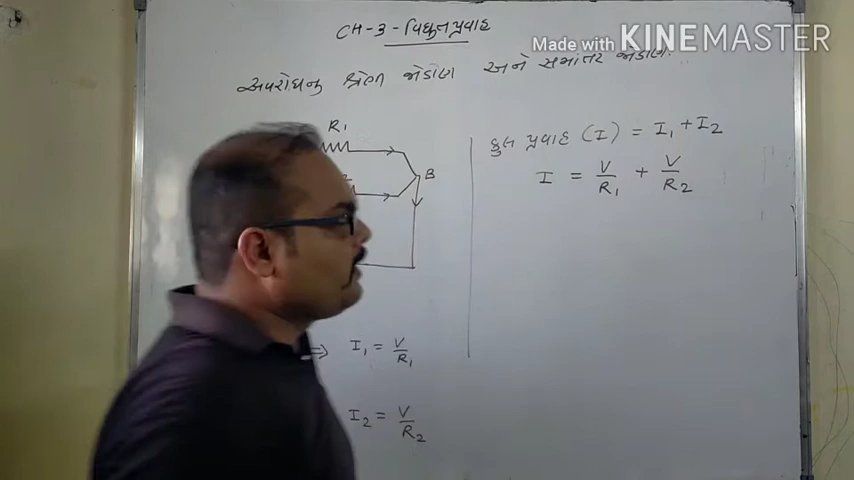 CH-3 - વિદ્યુતપ્રવાહ
Made with KINEMASTER
અવરોધનુ શ્રેણી જોડાણ અને સમાંતર જોડાણ.
R1
B
I1 = V/R1
I2 = V/R2
કુલ પ્રવાહ (I) = I1 + I2
I = V/R1 + V/R2